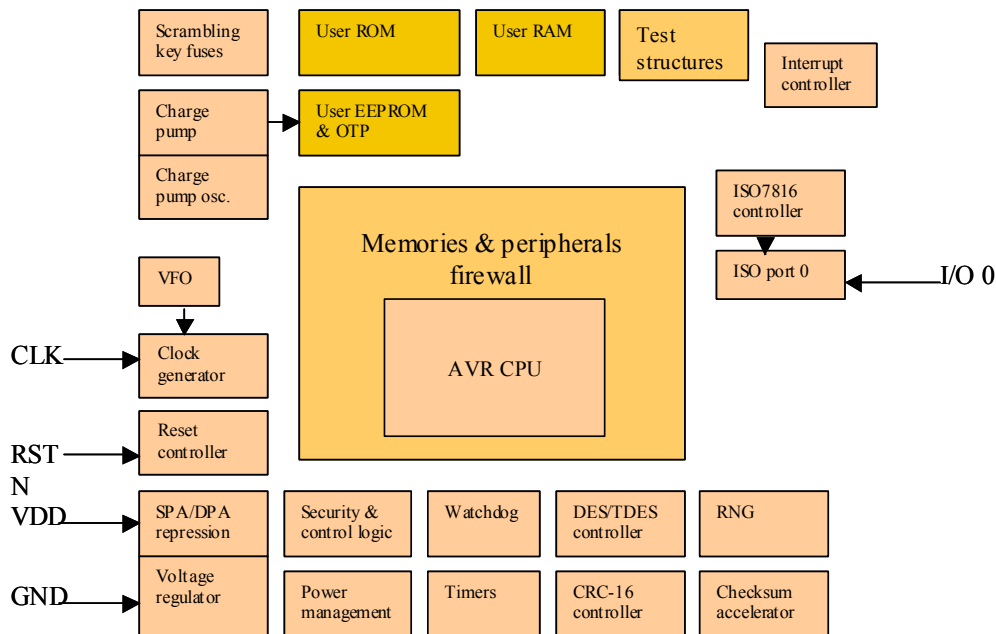 Scrambling
key fuses
User ROM
User RAM
Test
structures
Interrupt
controller
Charge
pump
User EEPROM
& OTP
Charge
pump osc.
ISO7816
controller
Memories & peripherals
firewall
ISO port 0
I/O 0
VFO
AVR CPU
CLK
Clock
generator
Reset
controller
RST
N
VDD
SPA/DPA
repression
Security &
control logic
Watchdog
DES/TDES
controller
RNG
GND
Voltage
regulator
Power
management
Timers
CRC-16
controller
Checksum
accelerator